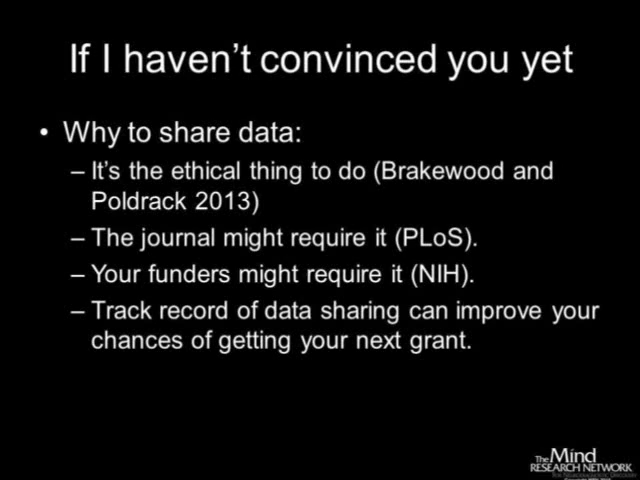 If I haven't convinced you yet
• Why to share data:
– It's the ethical thing to do (Brakewood and
Poldrack 2013)
– The journal might require it (PLoS).
– Your funders might require it (NIH).
– Track record of data sharing can improve your
chances of getting your next grant.
The Mind
RESEARCH NETWORK